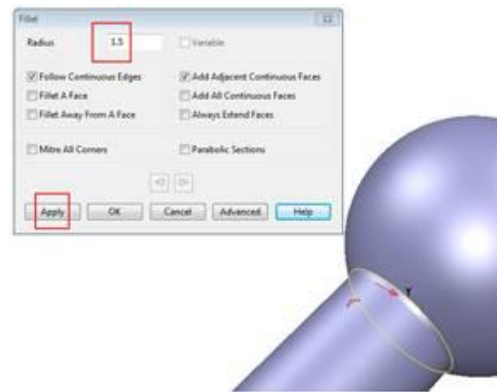 Fillet
Radius 1.5 Variable
Follow Continuous Edges Add Adjacent Continuous Faces
Fillet A Face Add All Continuous Faces
Fillet Away From A Face Always Extend Faces
Mitre All Corners Parabolic Sections
Apply OK Cancel Advanced Help
Y